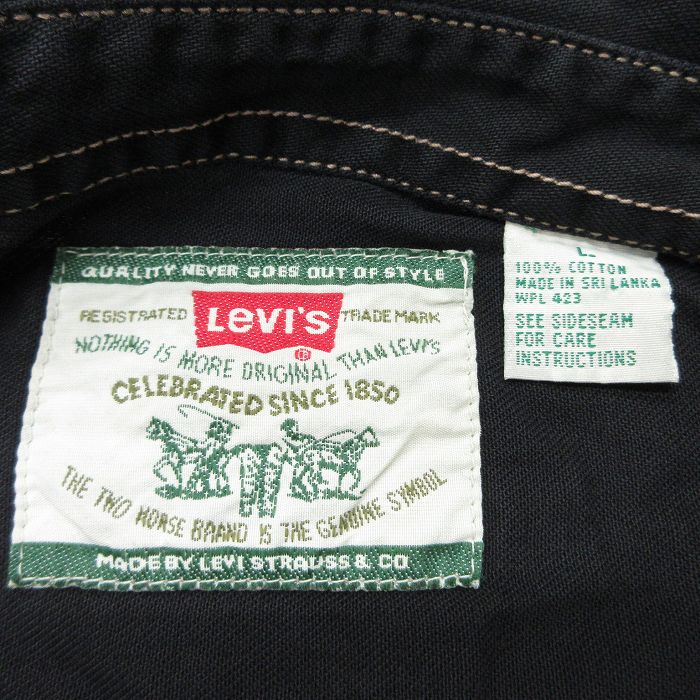 QUALITY NEVER GOES OUT OF STYLE
REGISTRATED LEVI'S TRADE MARK
NOTHING IS MORE ORIGINAL THAN LEVI'S
CELEBRATED SINCE 1850
THE TWO HORSE BRAND IS THE GENUINE SYMBOL
MADE BY LEVI STRAUSS & CO
L
100% COTTON
MADE IN SRI LANKA
WPL 423
SEE SIDESEAM
FOR CARE
INSTRUCTIONS